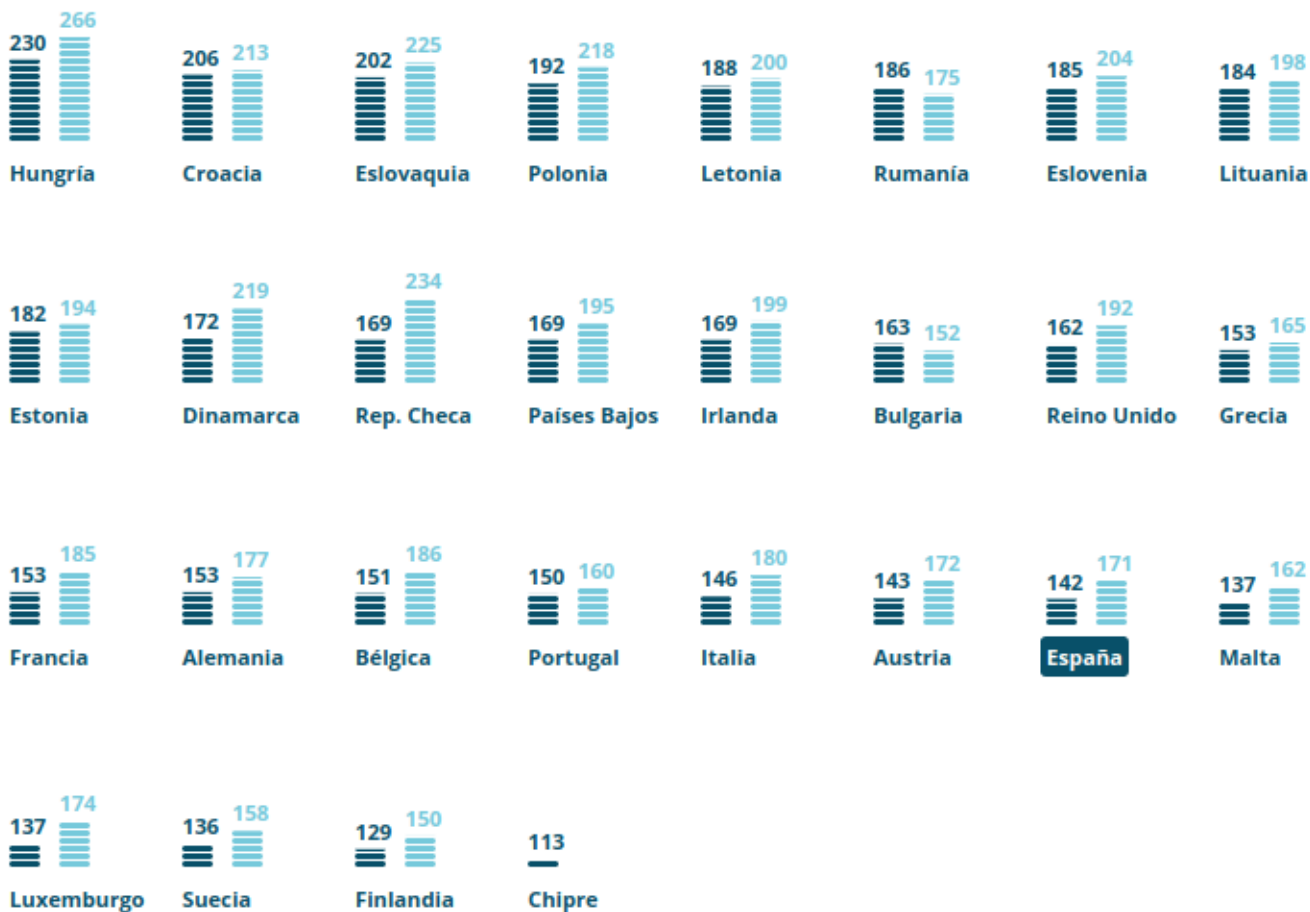 266
230 206 213 202 225 192 218 188 200 186 175 185 204 184 198
Hungría Croacia Eslovaquia Polonia Letonia Rumanía Eslovenia Lituania
182 194 172 219 169 234 169 195 169 199 163 152 162 192 153 165
Estonia Dinamarca Rep. Checa Países Bajos Irlanda Bulgaria Reino Unido Grecia
153 185 153 177 151 186 150 160 146 180 143 172 142 171 137 162
Francia Alemania Bélgica Portugal Italia Austria España Malta
137 174 136 158 129 150 113
Luxemburgo Suecia Finlandia Chipre